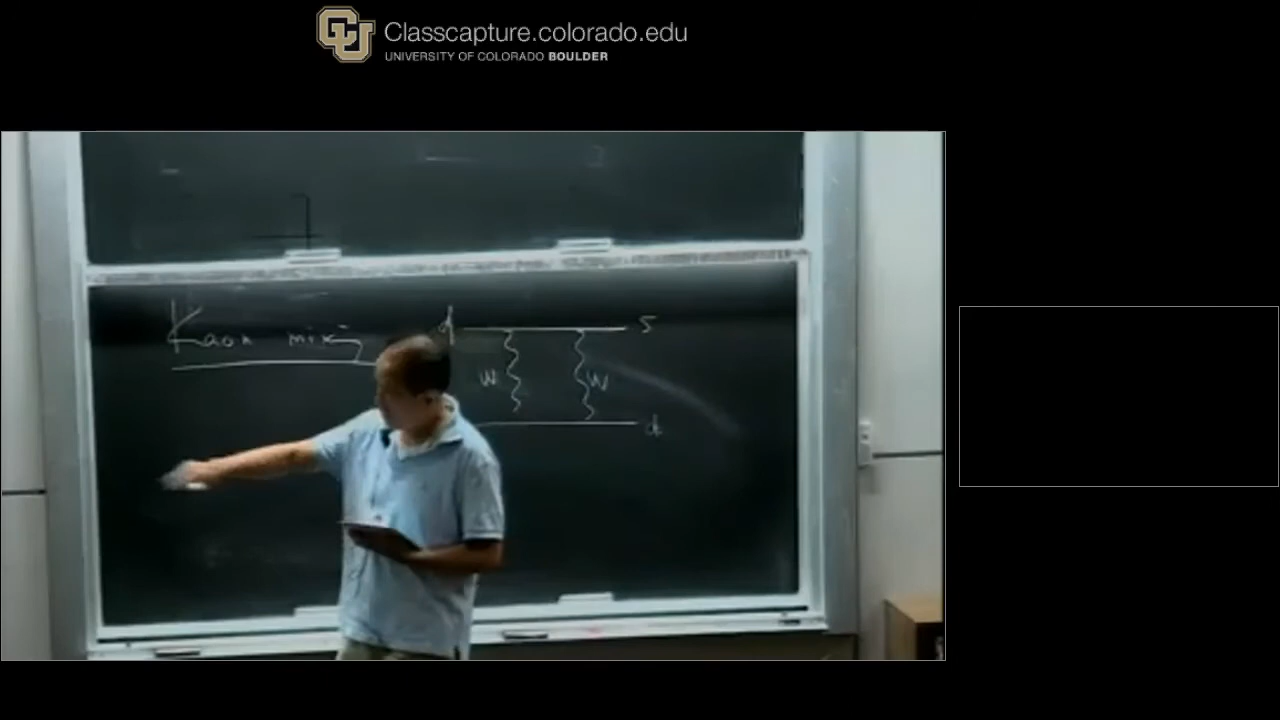 Classcapture.colorado.edu
UNIVERSITY OF COLORADO BOULDER
Kaon mix
d s
W W
d